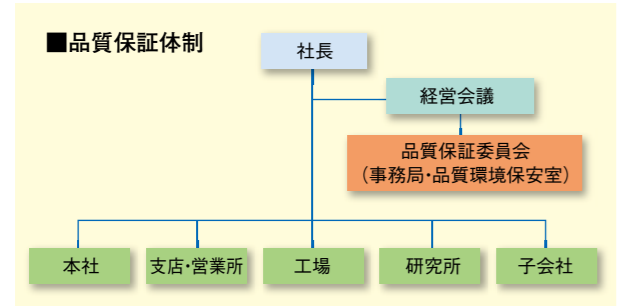 ■品質保証体制
社長
経営会議
品質保証委員会
（事務局・品質環境保安室）
本社
支店・営業所
工場
研究所
子会社